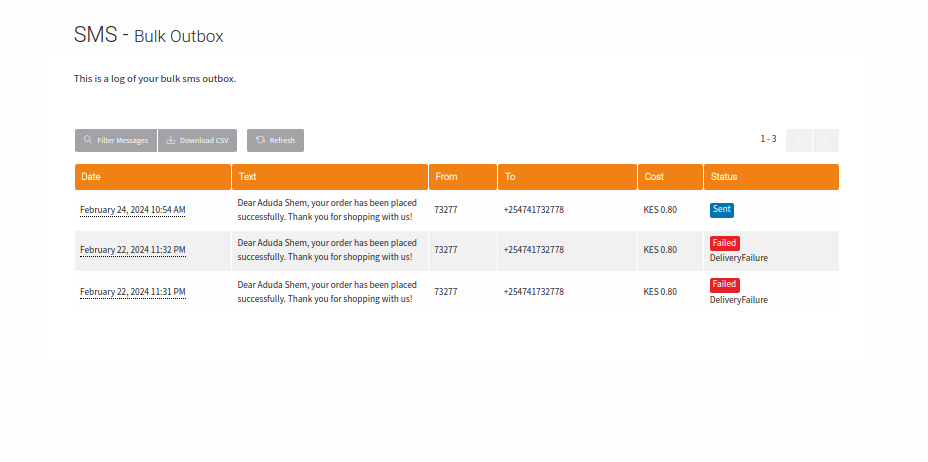 SMS - Bulk Outbox
This is a log of your bulk sms outbox.
Filter Messages Download CSV Refresh 1 - 3
Date Text From To Cost Status
February 24, 2024 10:54 AM Dear Aduda Shem, your order has been placed successfully. Thank you for shopping with us! 73277 +254741732778 KES 0.80 Sent
February 22, 2024 11:32 PM Dear Aduda Shem, your order has been placed successfully. Thank you for shopping with us! 73277 +254741732778 KES 0.80 Failed DeliveryFailure
February 22, 2024 11:31 PM Dear Aduda Shem, your order has been placed successfully. Thank you for shopping with us! 73277 +254741732778 KES 0.80 Failed DeliveryFailure